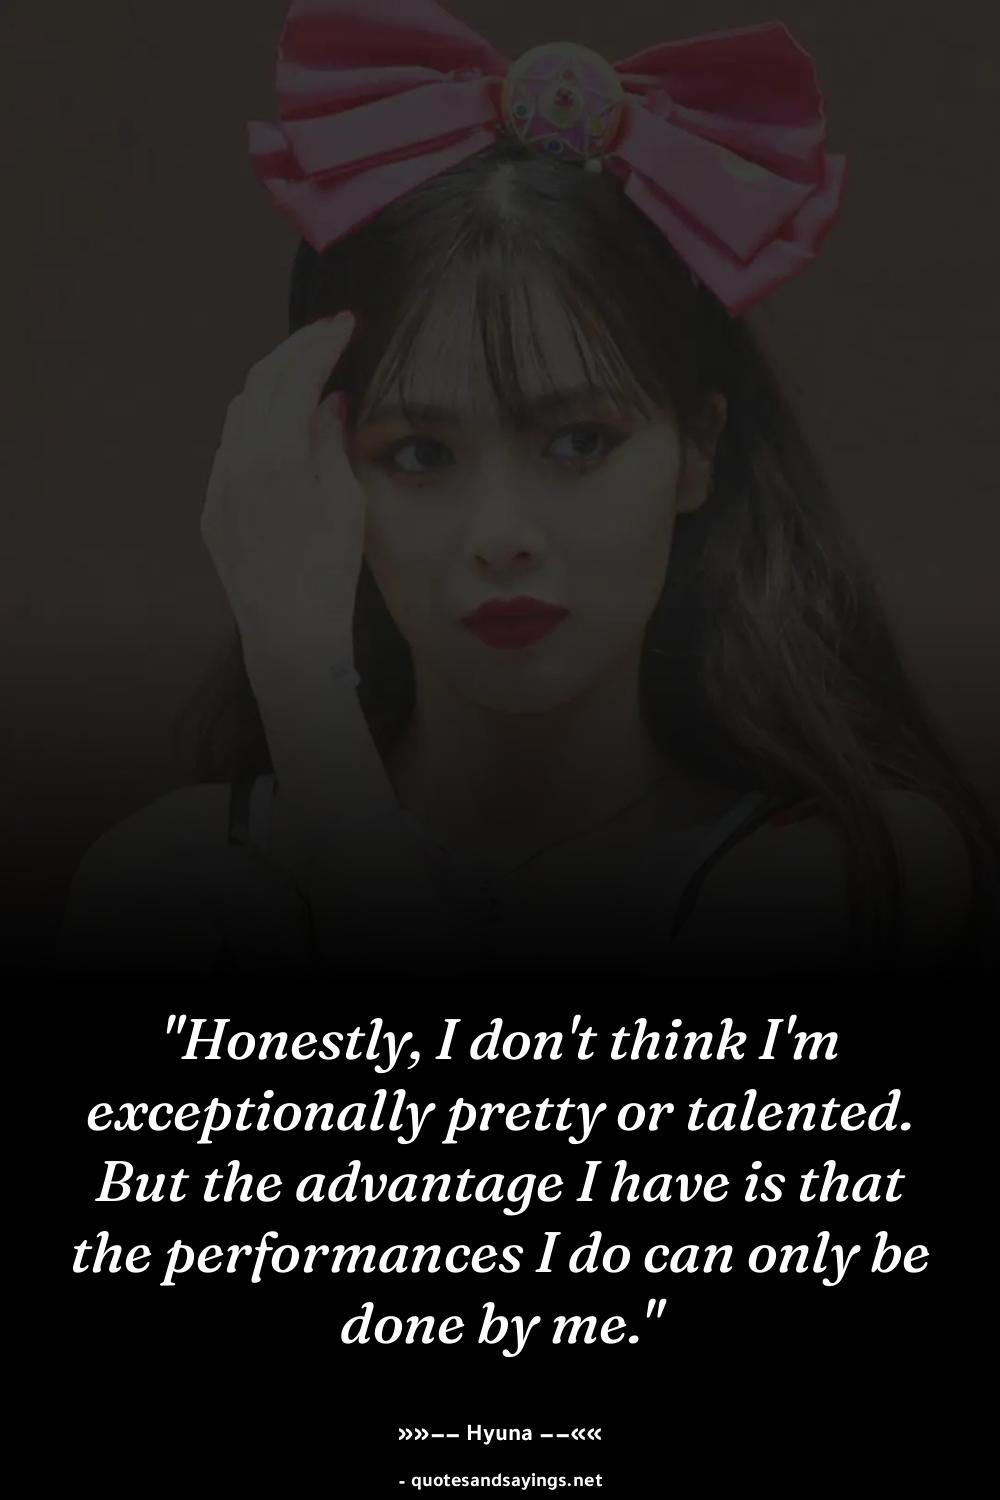 "Honestly, I don't think I'm
exceptionally pretty or talented.
But the advantage I have is that
the performances I do can only be
done by me."
»»–– Hyuna ––««
- quotesandsayings.net